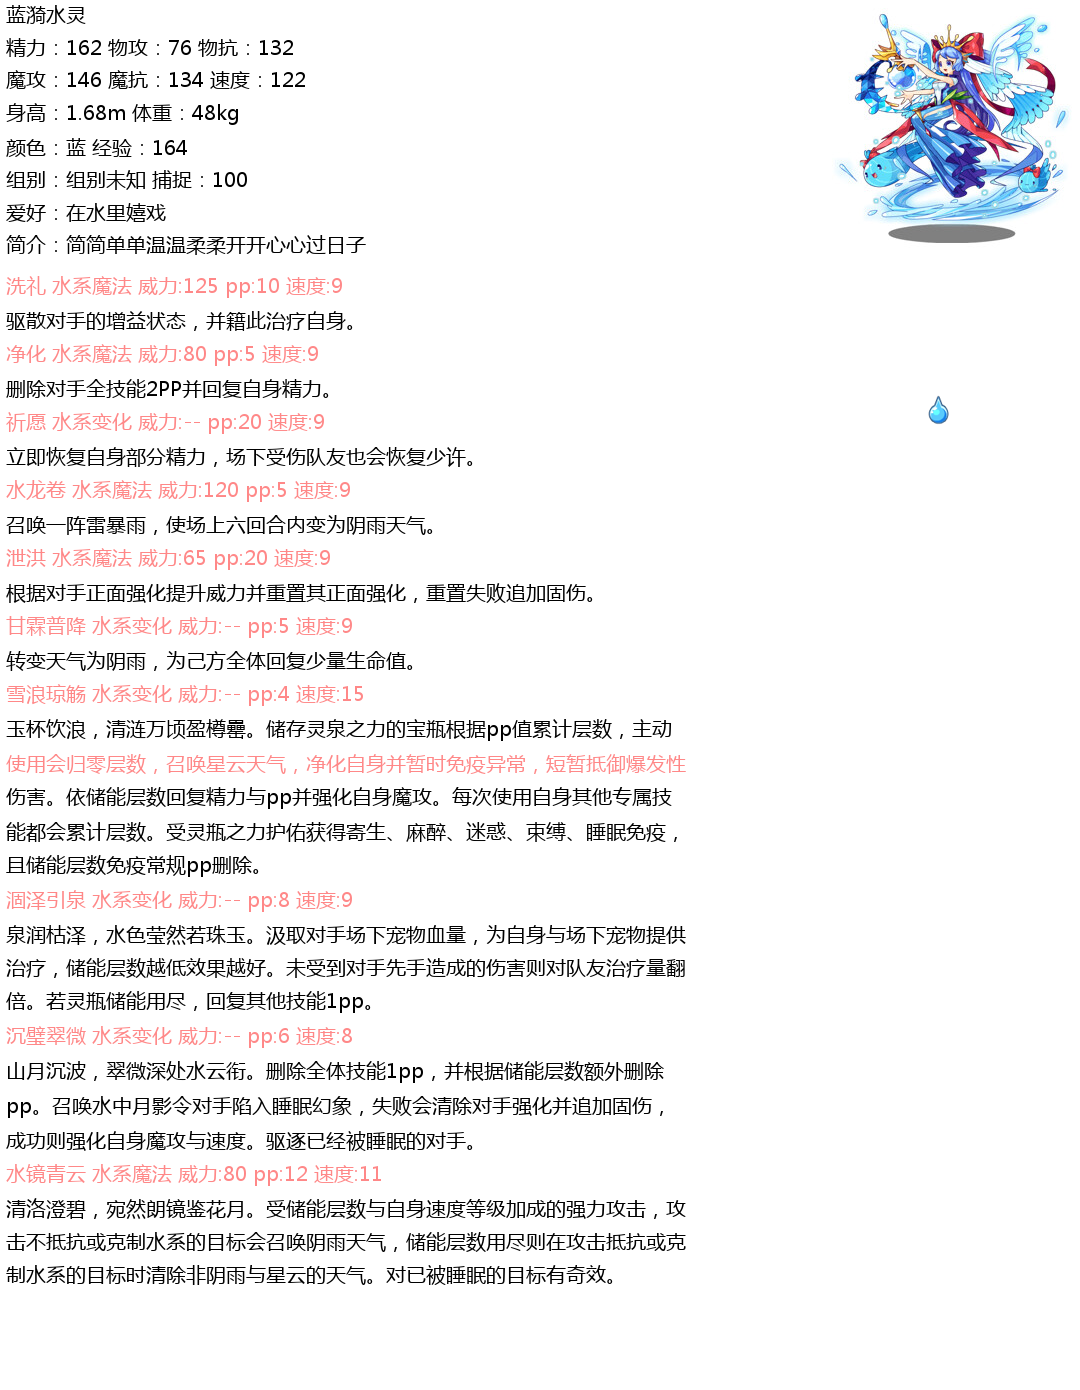 蓝漪水灵
精力：162 物攻：76 物抗：132
魔攻：146 魔抗：134 速度：122
身高：1.68m 体重：48kg
颜色：蓝 经验：164
组别：组别未知 捕捉：100
爱好：在水里嬉戏
简介：简简单单温温柔柔开开心心过日子
洗礼 水系魔法 威力:125 pp:10 速度:9
驱散对手的增益状态，并籍此治疗自身。
净化 水系魔法 威力:80 pp:5 速度:9
删除对手全技能2PP并回复自身精力。
祈愿 水系变化 威力:-- pp:20 速度:9
立即恢复自身部分精力，场下受伤队友也会恢复少许。
水龙卷 水系魔法 威力:120 pp:5 速度:9
召唤一阵雷暴雨，使场上六回合内变为阴雨天气。
泄洪 水系魔法 威力:65 pp:20 速度:9
根据对手正面强化提升威力并重置其正面强化，重置失败追加固伤。
甘霖普降 水系变化 威力:-- pp:5 速度:9
转变天气为阴雨，为己方全体回复少量生命值。
雪浪琼觞 水系变化 威力:-- pp:4 速度:15
玉杯饮浪，清涟万顷盈樽罍。储存灵泉之力的宝瓶根据pp值累计层数，主动
使用会归零层数，召唤星云天气，净化自身并暂时免疫异常，短暂抵御爆发性
伤害。依储能层数回复精力与pp并强化自身魔攻。每次使用自身其他专属技
能都会累计层数。受灵瓶之力护佑获得寄生、麻醉、迷惑、束缚、睡眠免疫，
且储能层数免疫常规pp删除。
涸泽引泉 水系变化 威力:-- pp:8 速度:9
泉润枯泽，水色莹然若珠玉。汲取对手场下宠物血量，为自身与场下宠物提供
治疗，储能层数越低效果越好。未受到对手先手造成的伤害则对队友治疗量翻
倍。若灵瓶储能用尽，回复其他技能1pp。
沉璧翠微 水系变化 威力:-- pp:6 速度:8
山月沉波，翠微深处水云衔。删除全体技能1pp，并根据储能层数额外删除
pp。召唤水中月影令对手陷入睡眠幻象，失败会清除对手强化并追加固伤，
成功则强化自身魔攻与速度。驱逐已经被睡眠的对手。
水镜青云 水系魔法 威力:80 pp:12 速度:11
清洛澄碧，宛然朗镜鉴花月。受储能层数与自身速度等级加成的强力攻击，攻
击不抵抗或克制水系的目标会召唤阴雨天气，储能层数用尽则在攻击抵抗或克
制水系的目标时清除非阴雨与星云的天气。对已被睡眠的目标有奇效。